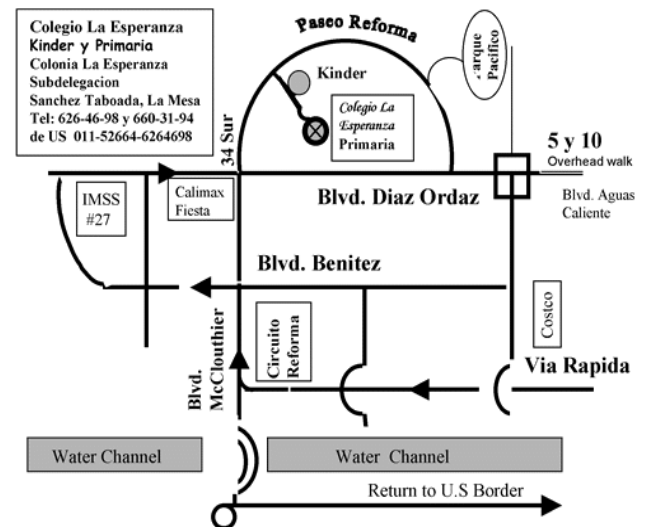 Colegio La Esperanza
Kinder y Primaria
Colonia La Esperanza
Subdelegacion
Sanchez Taboada, La Mesa
Tel: 626-46-98 y 660-31-94
de US 011-52664-6264698
Paseo Reforma
Kinder
Colegio La
Esperanza
Primaria
Parque
Pacifico
34 Sur
5 y 10
Overhead walk
IMSS
#27
Calimax
Fiesta
Blvd. Diaz Ordaz
Blvd. Aguas
Caliente
Blvd. Benitez
Costco
Circuito
Reforma
Blvd.
McClouthier
Via Rapida
Water Channel
Water Channel
Return to U.S Border